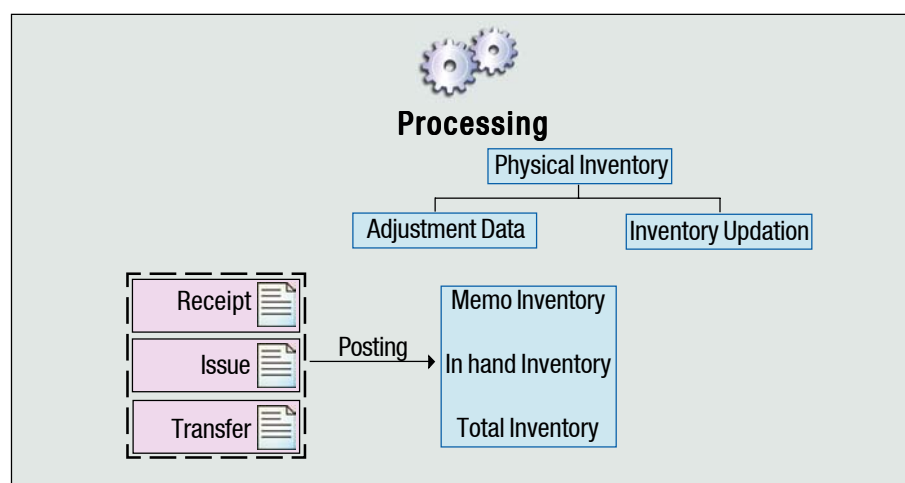 Processing
Physical Inventory
Adjustment Data
Inventory Updation
Receipt
Issue
Transfer
Posting
Memo Inventory
In hand Inventory
Total Inventory